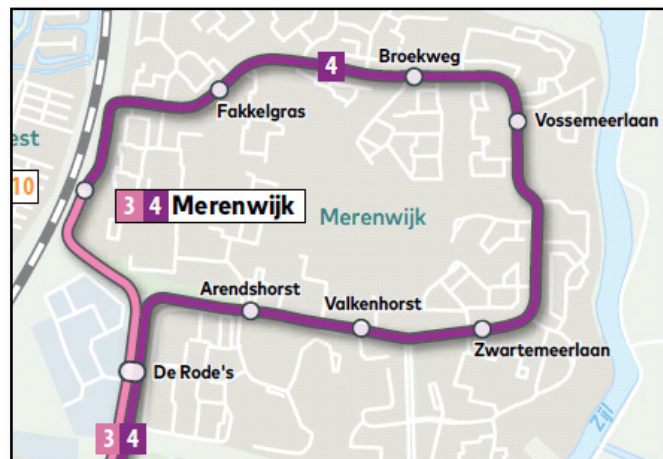 4
Broekweg
Fakkelgras
Vossemeerlaan
est
10
3 4 Merenwijk
Merenwijk
Arendshorst
Valkenhorst
Zwartemeerlaan
De Rode's
Zijl
3 4